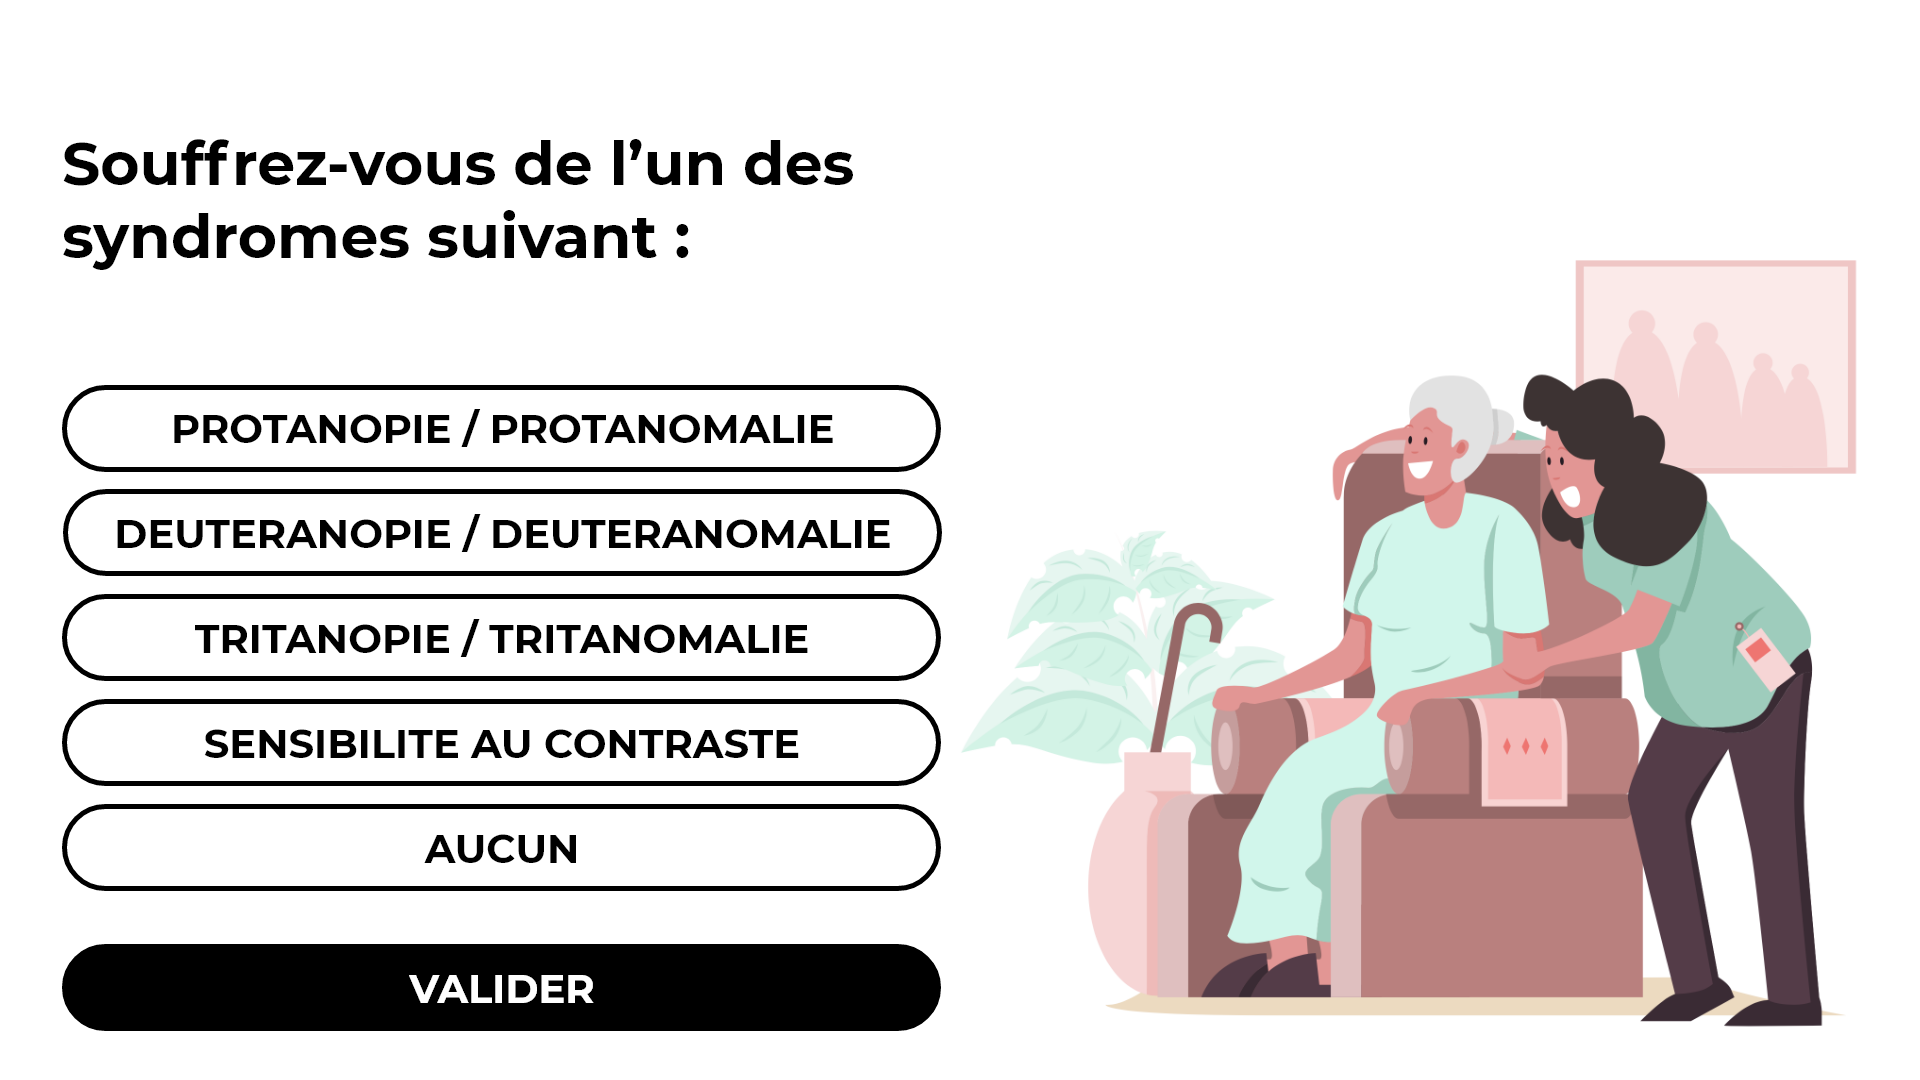 Souffrez-vous de l’un des
syndromes suivant :
PROTANOPIE / PROTANOMALIE
DEUTERANOPIE / DEUTERANOMALIE
TRITANOPIE / TRITANOMALIE
SENSIBILITE AU CONTRASTE
AUCUN
VALIDER